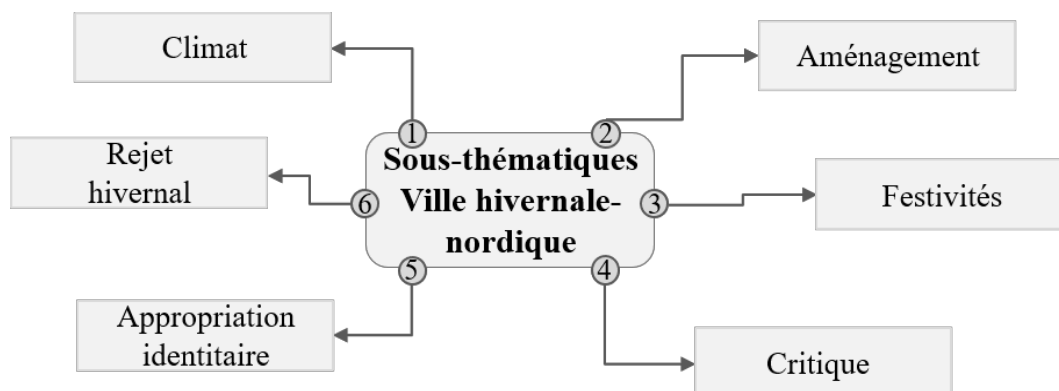 Climat
Aménagement
1
2
Sous-thématiques
Ville hivernale-
nordique
Rejet
hivernal
6
3
Festivités
5
4
Appropriation
identitaire
Critique